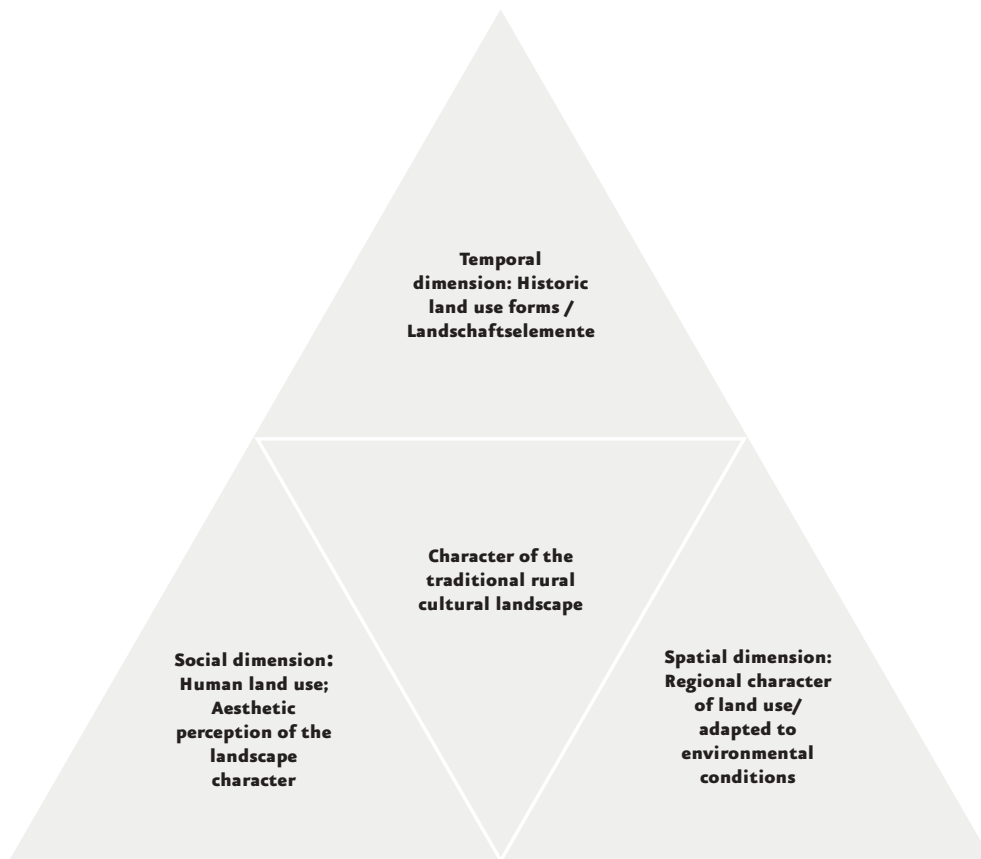 Temporal
dimension: Historic
land use forms /
Landschaftselemente
Character of the
traditional rural
cultural landscape
Social dimension:
Human land use;
Aesthetic
perception of the
landscape
character
Spatial dimension:
Regional character
of land use/
adapted to
environmental
conditions